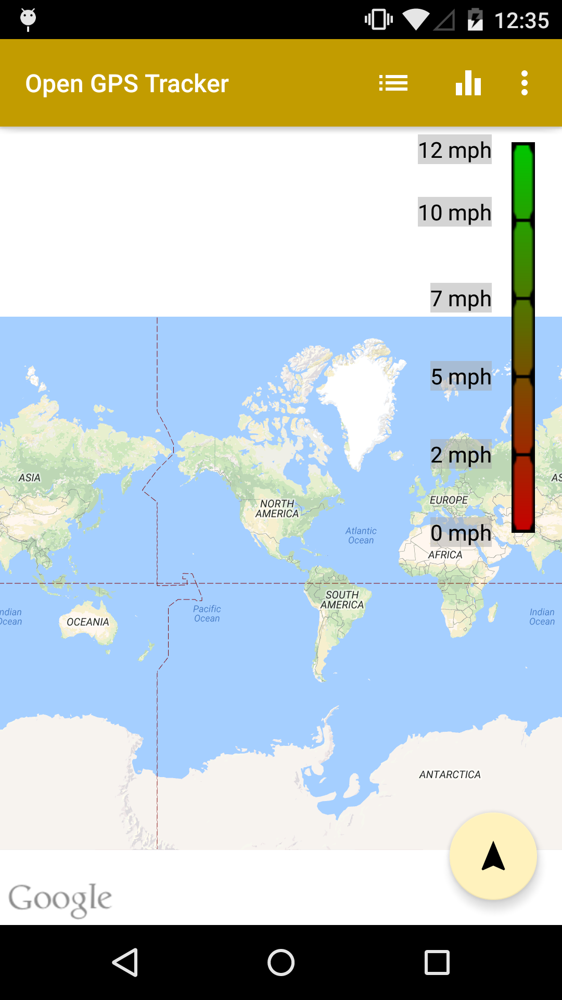 12:35
Open GPS Tracker
12 mph
10 mph
7 mph
5 mph
2 mph
0 mph
ASIA
AS
NORTH
AMERICA
EUROPE
Atlantic
Ocean
AFRICA
SOUTH
AMERICA
Pacific
Ocean
ndian
Ocean
OCEANIA
Indian
Ocean
ANTARCTICA
Google